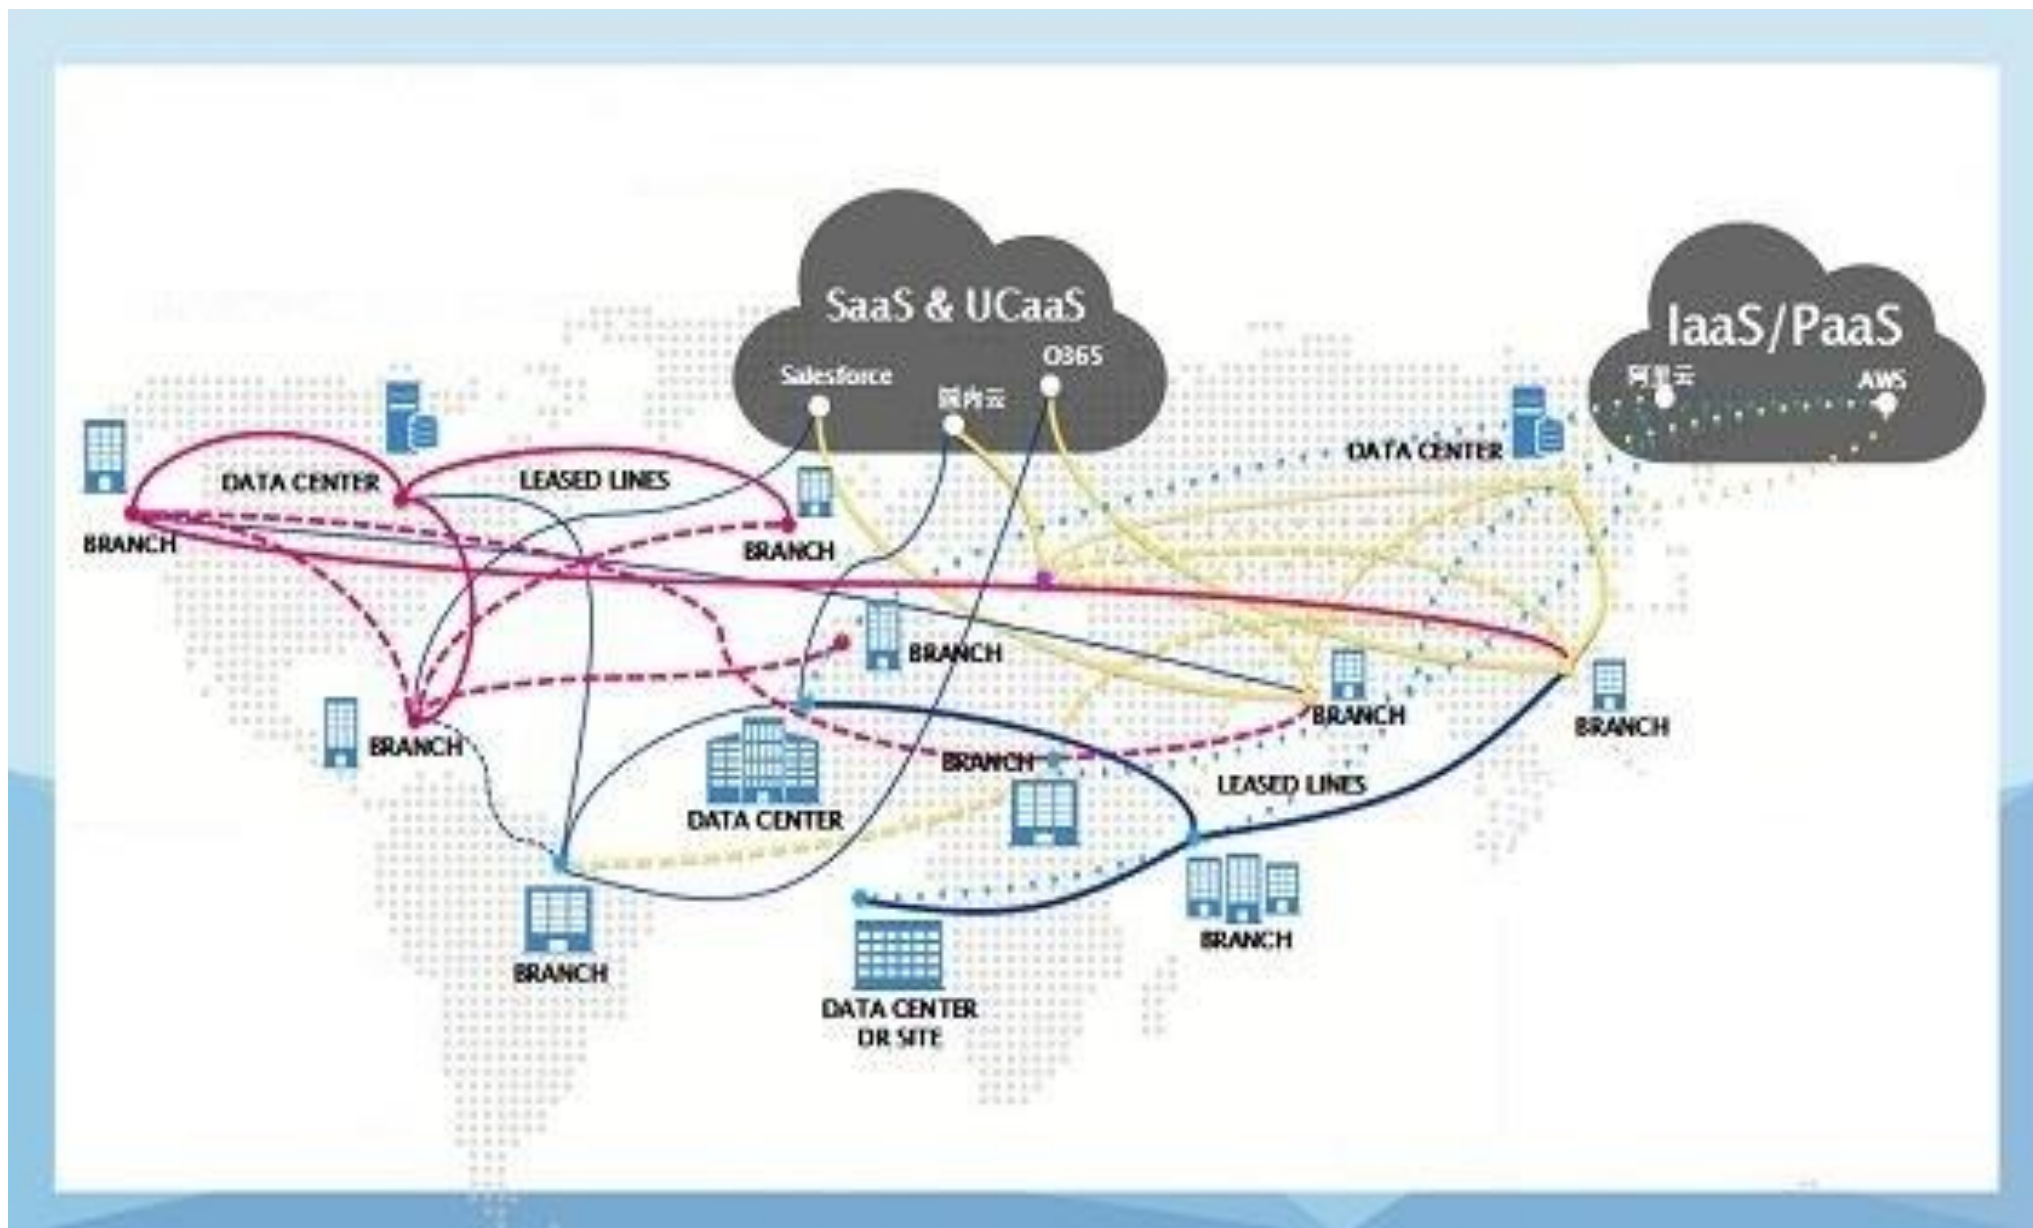 SaaS & UCaaS
IaaS/PaaS
O365
Salesforce
国内云
阿里云
AWS
DATA CENTER
DATA CENTER
LEASED LINES
BRANCH
BRANCH
BRANCH
BRANCH
BRANCH
BRANCH
BRANCH
LEASED LINES
DATA CENTER
BRANCH
BRANCH
DATA CENTER
DR SITE